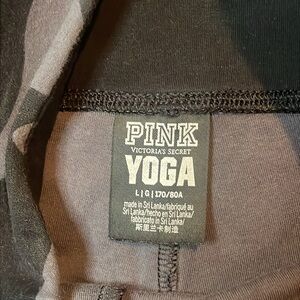 PINK
VICTORIA'S SECRET
YOGA
L | G | 170/80A
made in Sri Lanka/fabriqué au
Sri Lanka/hecho en Sri Lanka/
fabricado in Sri Lanka/
斯里兰卡制造